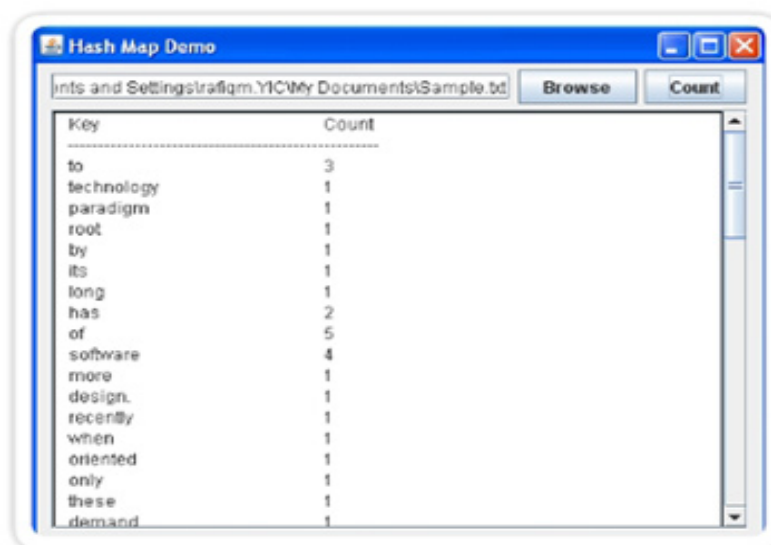 Hash Map Demo
nts and Settings\rafiqm.YIC\My Documents\Sample.txt Browse Count
Key Count
to 3
technology 1
paradigm 1
root 1
by 1
its 1
long 1
has 2
of 5
software 4
more 1
design. 1
recently 1
when 1
oriented 1
only 1
these 1
demand 1